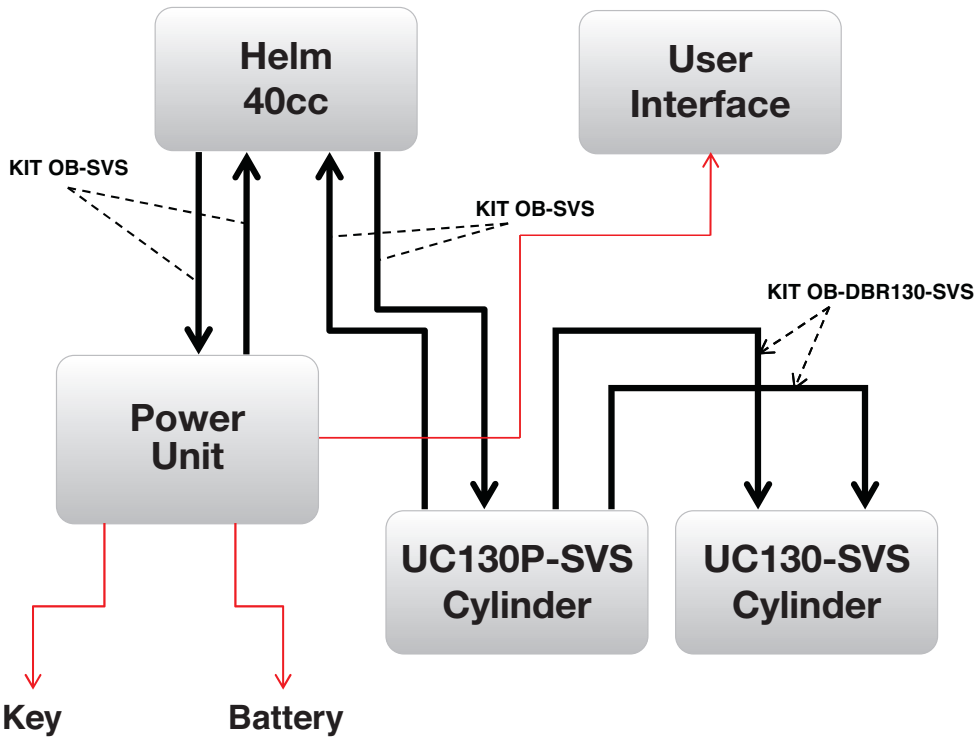 Helm
40cc
User
Interface
KIT OB-SVS
KIT OB-SVS
KIT OB-DBR130-SVS
Power
Unit
UC130P-SVS
Cylinder
UC130-SVS
Cylinder
Key
Battery